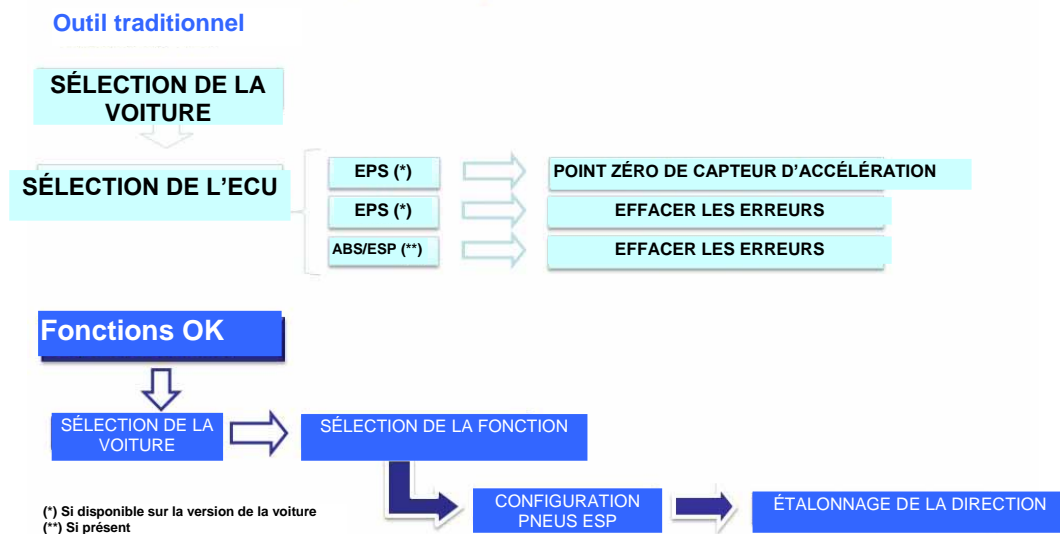 Outil traditionnel
SÉLECTION DE LA
VOITURE
SÉLECTION DE L’ECU
EPS (*)
POINT ZÉRO DE CAPTEUR D’ACCÉLÉRATION
EPS (*)
EFFACER LES ERREURS
ABS/ESP (**)
EFFACER LES ERREURS
Fonctions OK
SÉLECTION DE LA
VOITURE
SÉLECTION DE LA FONCTION
CONFIGURATION
PNEUS ESP
ÉTALONNAGE DE LA DIRECTION
(*) Si disponible sur la version de la voiture
(**) Si présent